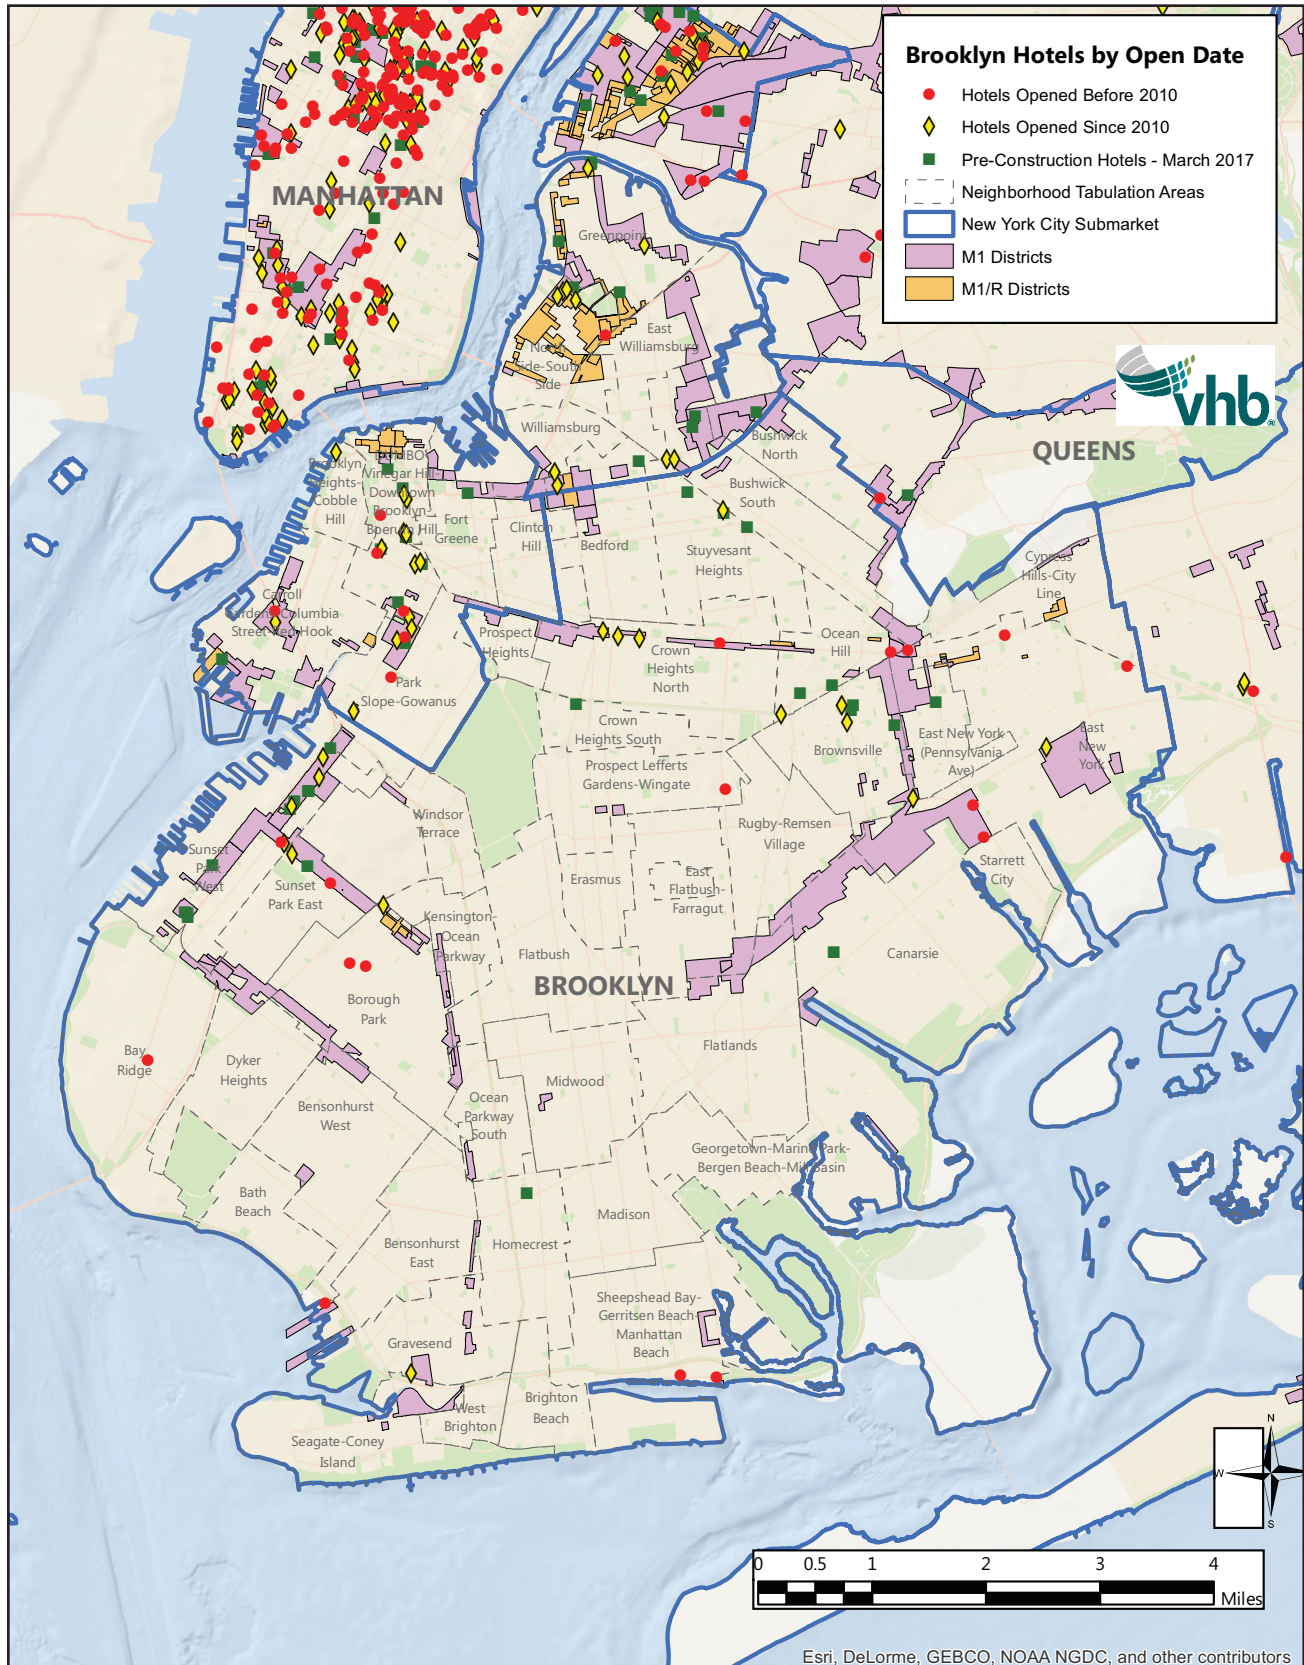 Brooklyn Hotels by Open Date
Hotels Opened Before 2010
Hotels Opened Since 2010
Pre-Construction Hotels - March 2017
Neighborhood Tabulation Areas
New York City Submarket
M1 Districts
M1/R Districts
vhb®
MANHATTAN
QUEENS
BROOKLYN
Greenpoint
East
Williamsburg
North
Side-South
Side
Williamsburg
Bushwick
North
Bushwick
South
Brooklyn
Heights-
Cobble
Hill
DUMBO-
Vinegar Hill-
Downtown
Brooklyn-
Boerum Hill
Fort
Greene
Clinton
Hill
Bedford
Stuyvesant
Heights
Cypress
Hills-City
Line
Carroll
Gardens-Columbia
Street-Red Hook
Prospect
Heights
Crown
Heights
North
Ocean
Hill
Park
Slope-Gowanus
Crown
Heights South
Prospect Lefferts
Gardens-Wingate
Brownsville
East New York
(Pennsylvania
Ave)
East
New
York
Windsor
Terrace
Rugby-Remsen
Village
Starrett
City
Sunset
Park
West
Sunset
Park East
Erasmus
East
Flatbush-
Farragut
Kensington-
Ocean
Parkway
Flatbush
Canarsie
Borough
Park
Bay
Ridge
Dyker
Heights
Flatlands
Midwood
Bensonhurst
West
Ocean
Parkway
South
Georgetown-Marine Park-
Bergen Beach-Mill Basin
Bath
Beach
Madison
Bensonhurst
East
Homecrest
Sheepshead Bay-
Gerritsen Beach-
Manhattan
Beach
Gravesend
West
Brighton
Brighton
Beach
Seagate-Coney
Island
N
W
S
0 0.5 1 2 3 4
Miles
Esri, DeLorme, GEBCO, NOAA NGDC, and other contributors